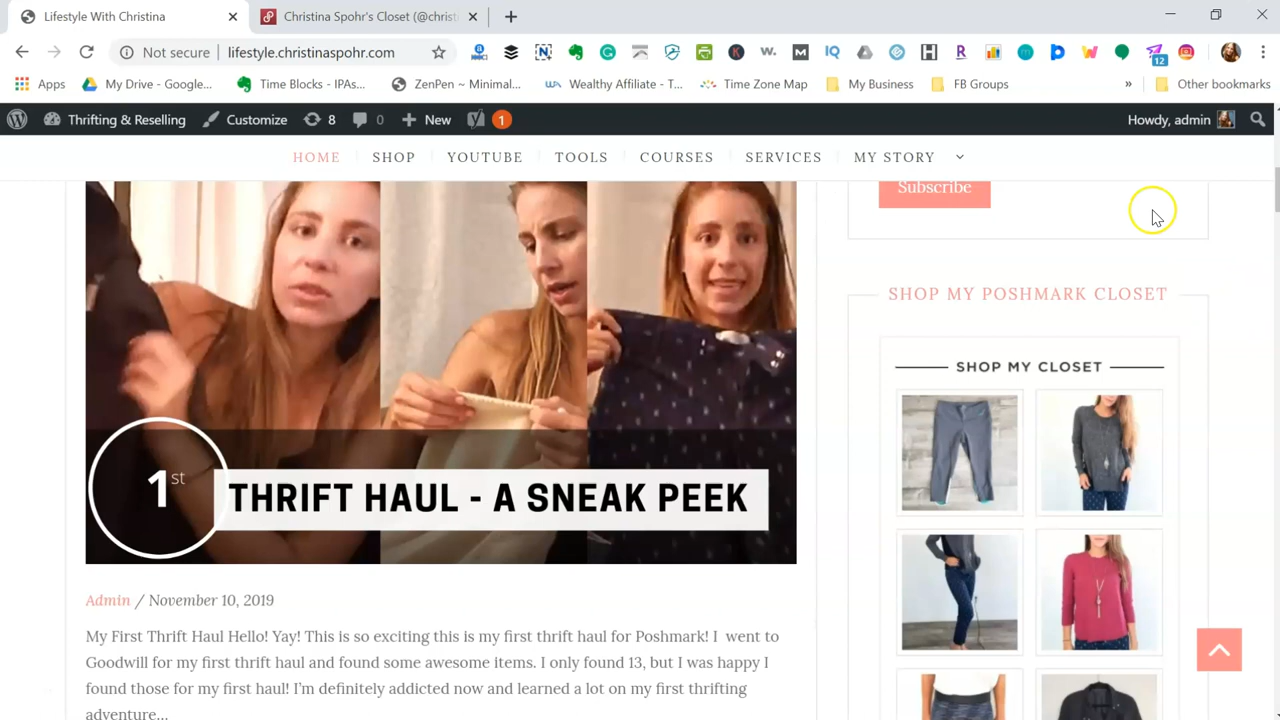 Lifestyle With Christina
Christina Spohr's Closet (@christ
Not secure
lifestyle.christinaspohr.com
12
Apps
My Drive - Google...
Time Blocks - IPAs...
ZenPen ~ Minimal...
Wealthy Affiliate - T...
Time Zone Map
My Business
FB Groups
»
Other bookmarks
Thrifting & Reselling
Customize
8
0
New
1
Howdy, admin
HOME
SHOP
YOUTUBE
TOOLS
COURSES
SERVICES
MY STORY
Subscribe
SHOP MY POSHMARK CLOSET
SHOP MY CLOSET
1st
THRIFT HAUL - A SNEAK PEEK
Admin / November 10, 2019
My First Thrift Haul Hello! Yay! This is so exciting this is my first thrift haul for Poshmark! I went to
Goodwill for my first thrift haul and found some awesome items. I only found 13, but I was happy I
found those for my first haul! I'm definitely addicted now and learned a lot on my first thrifting
adventure...